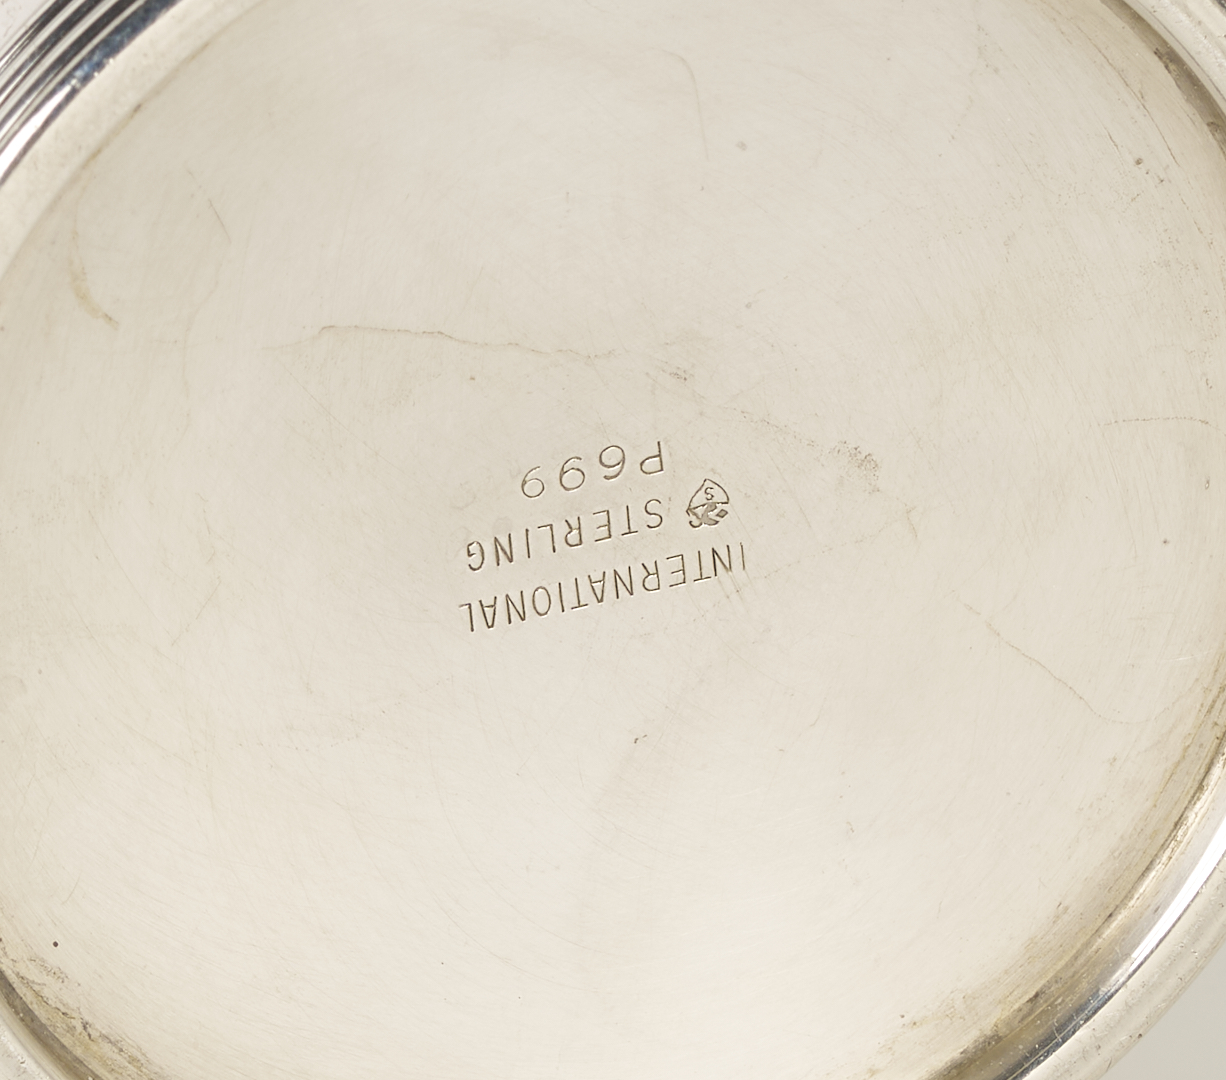 INTERNATIONAL
S STERLING
P699